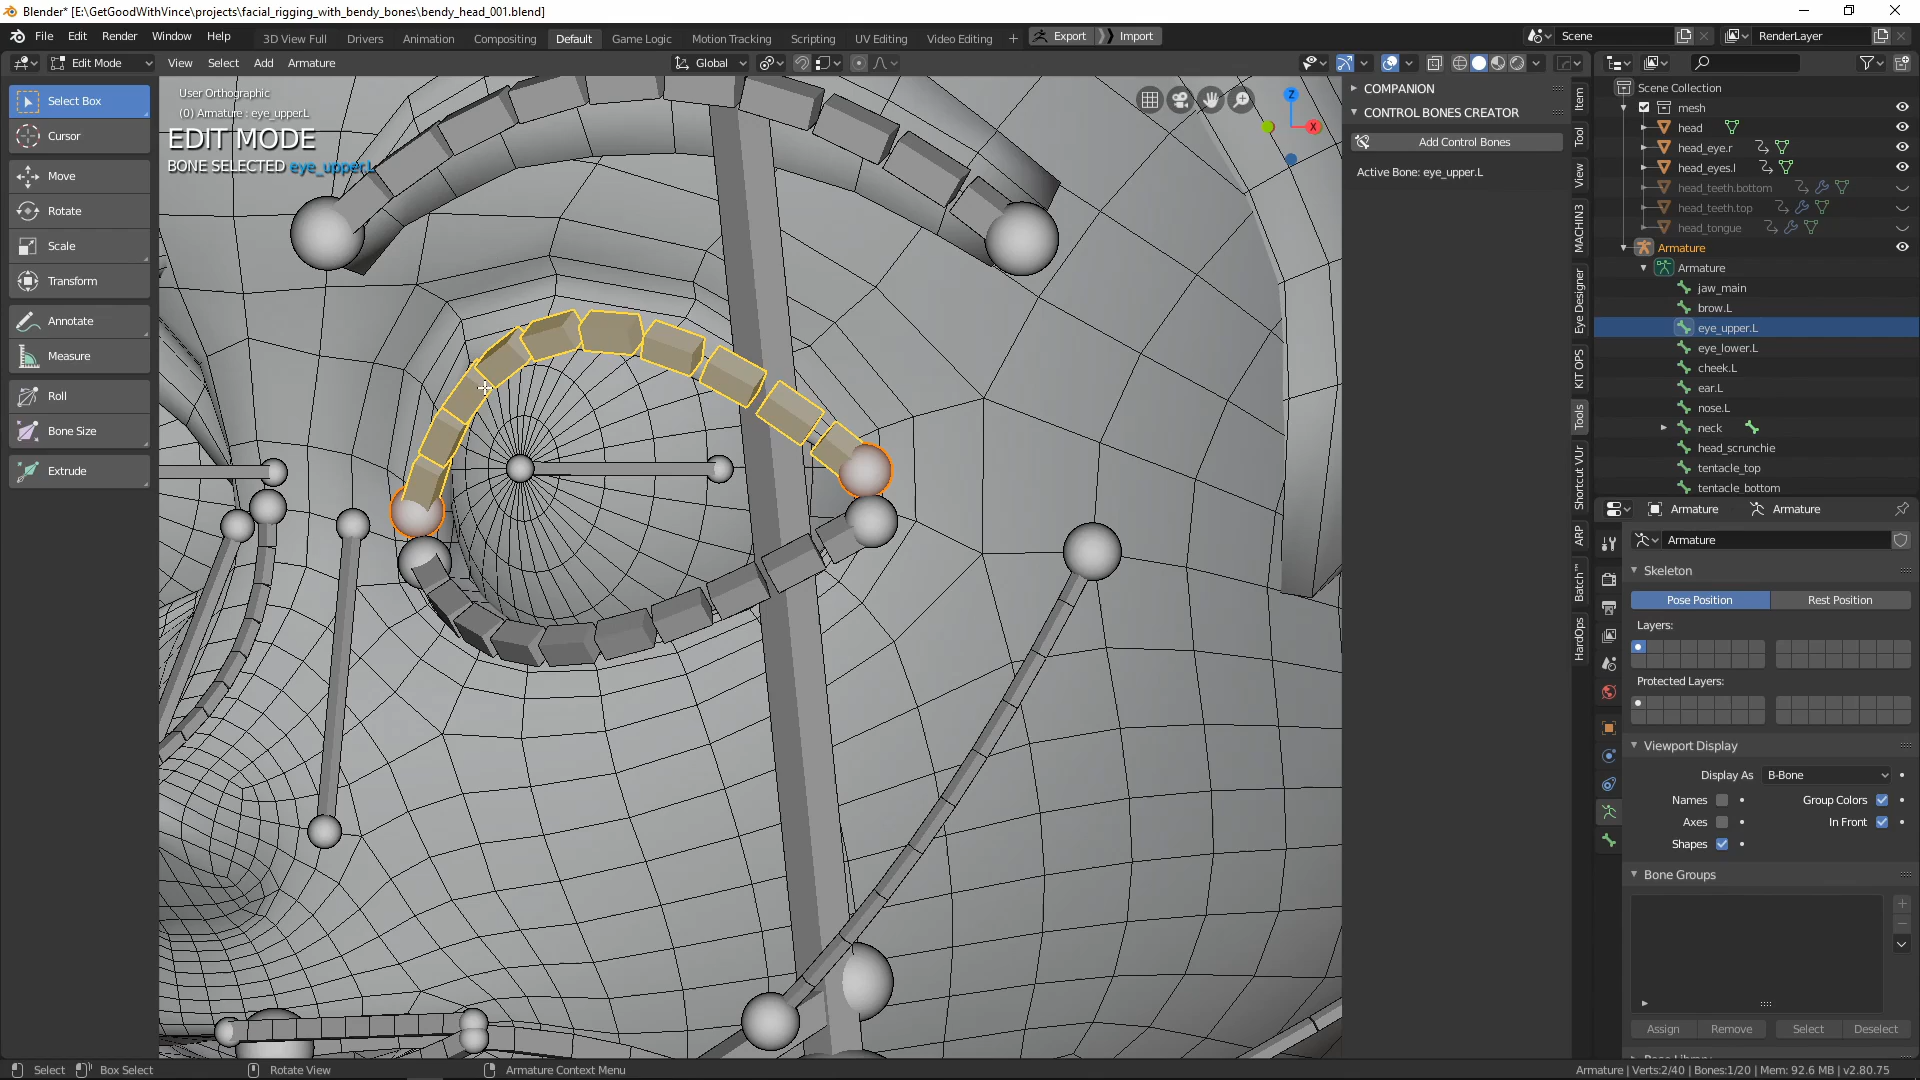 Blender* [E:\GetGoodWithVince\projects\facial_rigging_with_bendy_bones\bendy_head_001.blend]
File Edit Render Window Help
3D View Full Drivers Animation Compositing Default Game Logic Motion Tracking Scripting UV Editing Video Editing + Export Import
Scene RenderLayer
Edit Mode View Select Add Armature Global
Select Box
Cursor
Move
Rotate
Scale
Transform
Annotate
Measure
Roll
Bone Size
Extrude
User Orthographic
(0) Armature : eye_upper.L
EDIT MODE
BONE SELECTED eye_upper.L
Z
X
COMPANION
CONTROL BONES CREATOR
Add Control Bones
Active Bone: eye_upper.L
Item
Tool
View
MACHIN3
Eye Designer
KIT OPS
Tools
Shortcut VUr
ARP
Batch™
HardOps
Scene Collection
mesh
head
head_eye.r
head_eyes.l
head_teeth.bottom
head_teeth.top
head_tongue
Armature
Armature
jaw_main
brow.L
eye_upper.L
eye_lower.L
cheek.L
ear.L
nose.L
neck
head_scrunchie
tentacle_top
tentacle_bottom
Armature Armature
Armature
Skeleton
Pose Position Rest Position
Layers:
Protected Layers:
Viewport Display
Display As B-Bone
Names Group Colors
Axes In Front
Shapes
Bone Groups
Assign Remove Select Deselect
Select Box Select Rotate View Armature Context Menu
Armature | Verts:2/40 | Bones:1/20 | Mem: 92.6 MB | v2.80.75